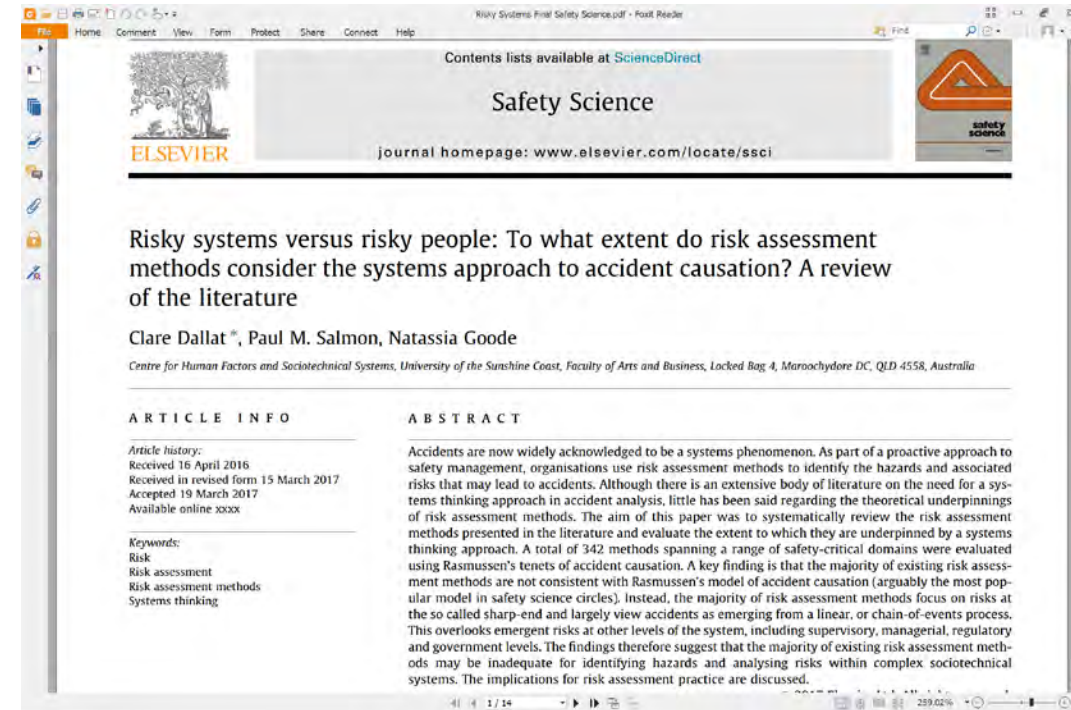 Risky Systems Final Safety Science.pdf - Foxit Reader
File Home Comment View Form Protect Share Connect Help Find
Contents lists available at ScienceDirect
Safety Science
journal homepage: www.elsevier.com/locate/ssci
ELSEVIER
safety
science
Risky systems versus risky people: To what extent do risk assessment
methods consider the systems approach to accident causation? A review
of the literature
Clare Dallat *, Paul M. Salmon, Natassia Goode
Centre for Human Factors and Sociotechnical Systems, University of the Sunshine Coast, Faculty of Arts and Business, Locked Bag 4, Maroochydore DC, QLD 4558, Australia
ARTICLE INFO
Article history:
Received 16 April 2016
Received in revised form 15 March 2017
Accepted 19 March 2017
Available online xxxx
Keywords:
Risk
Risk assessment
Risk assessment methods
Systems thinking
ABSTRACT
Accidents are now widely acknowledged to be a systems phenomenon. As part of a proactive approach to
safety management, organisations use risk assessment methods to identify the hazards and associated
risks that may lead to accidents. Although there is an extensive body of literature on the need for a sys-
tems thinking approach in accident analysis, little has been said regarding the theoretical underpinnings
of risk assessment methods. The aim of this paper was to systematically review the risk assessment
methods presented in the literature and evaluate the extent to which they are underpinned by a systems
thinking approach. A total of 342 methods spanning a range of safety-critical domains were evaluated
using Rasmussen's tenets of accident causation. A key finding is that the majority of existing risk assess-
ment methods are not consistent with Rasmussen's model of accident causation (arguably the most pop-
ular model in safety science circles). Instead, the majority of risk assessment methods focus on risks at
the so called sharp-end and largely view accidents as emerging from a linear, or chain-of-events process.
This overlooks emergent risks at other levels of the system, including supervisory, managerial, regulatory
and government levels. The findings therefore suggest that the majority of existing risk assessment meth-
ods may be inadequate for identifying hazards and analysing risks within complex sociotechnical
systems. The implications for risk assessment practice are discussed.
1 / 14
259.02%